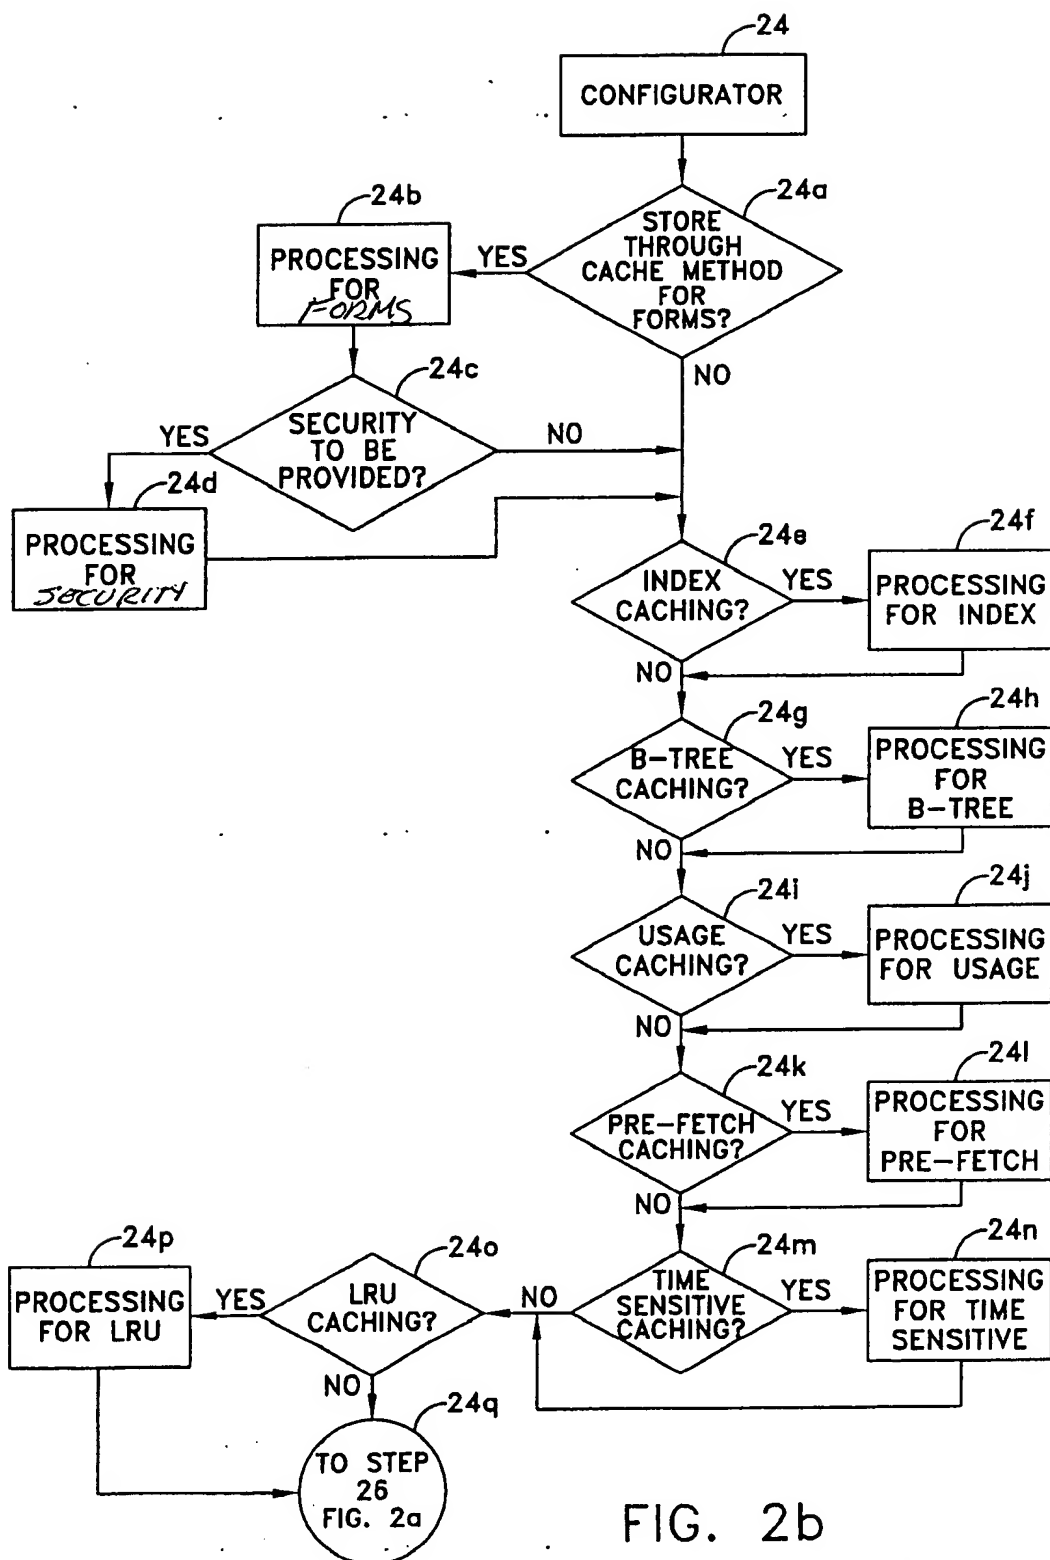 24
CONFIGURATOR
24a
STORE
THROUGH
CACHE METHOD
FOR
FORMS?
YES
NO
24b
PROCESSING
FOR
FORMS
24c
SECURITY
TO BE
PROVIDED?
YES
NO
24d
PROCESSING
FOR
SECURITY
24e
INDEX
CACHING?
YES
NO
24f
PROCESSING
FOR INDEX
24g
B-TREE
CACHING?
YES
NO
24h
PROCESSING
FOR
B-TREE
24i
USAGE
CACHING?
YES
NO
24j
PROCESSING
FOR USAGE
24k
PRE-FETCH
CACHING?
YES
NO
24l
PROCESSING
FOR
PRE-FETCH
24m
TIME
SENSITIVE
CACHING?
YES
NO
24n
PROCESSING
FOR TIME
SENSITIVE
24o
LRU
CACHING?
YES
NO
24p
PROCESSING
FOR LRU
24q
TO STEP
26
FIG. 2a
FIG. 2b